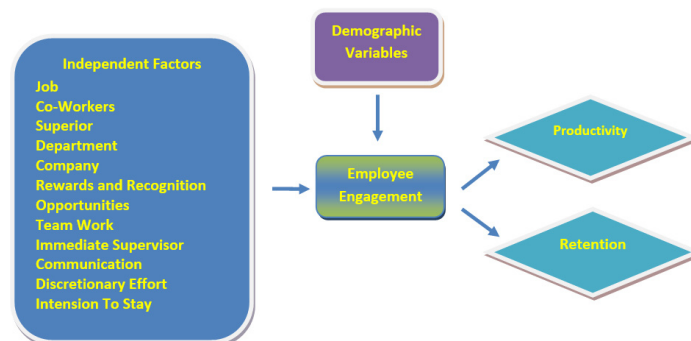 Independent Factors
Job
Co-Workers
Superior
Department
Company
Rewards and Recognition
Opportunities
Team Work
Immediate Supervisor
Communication
Discretionary Effort
Intension To Stay
Demographic
Variables
Employee
Engagement
Productivity
Retention